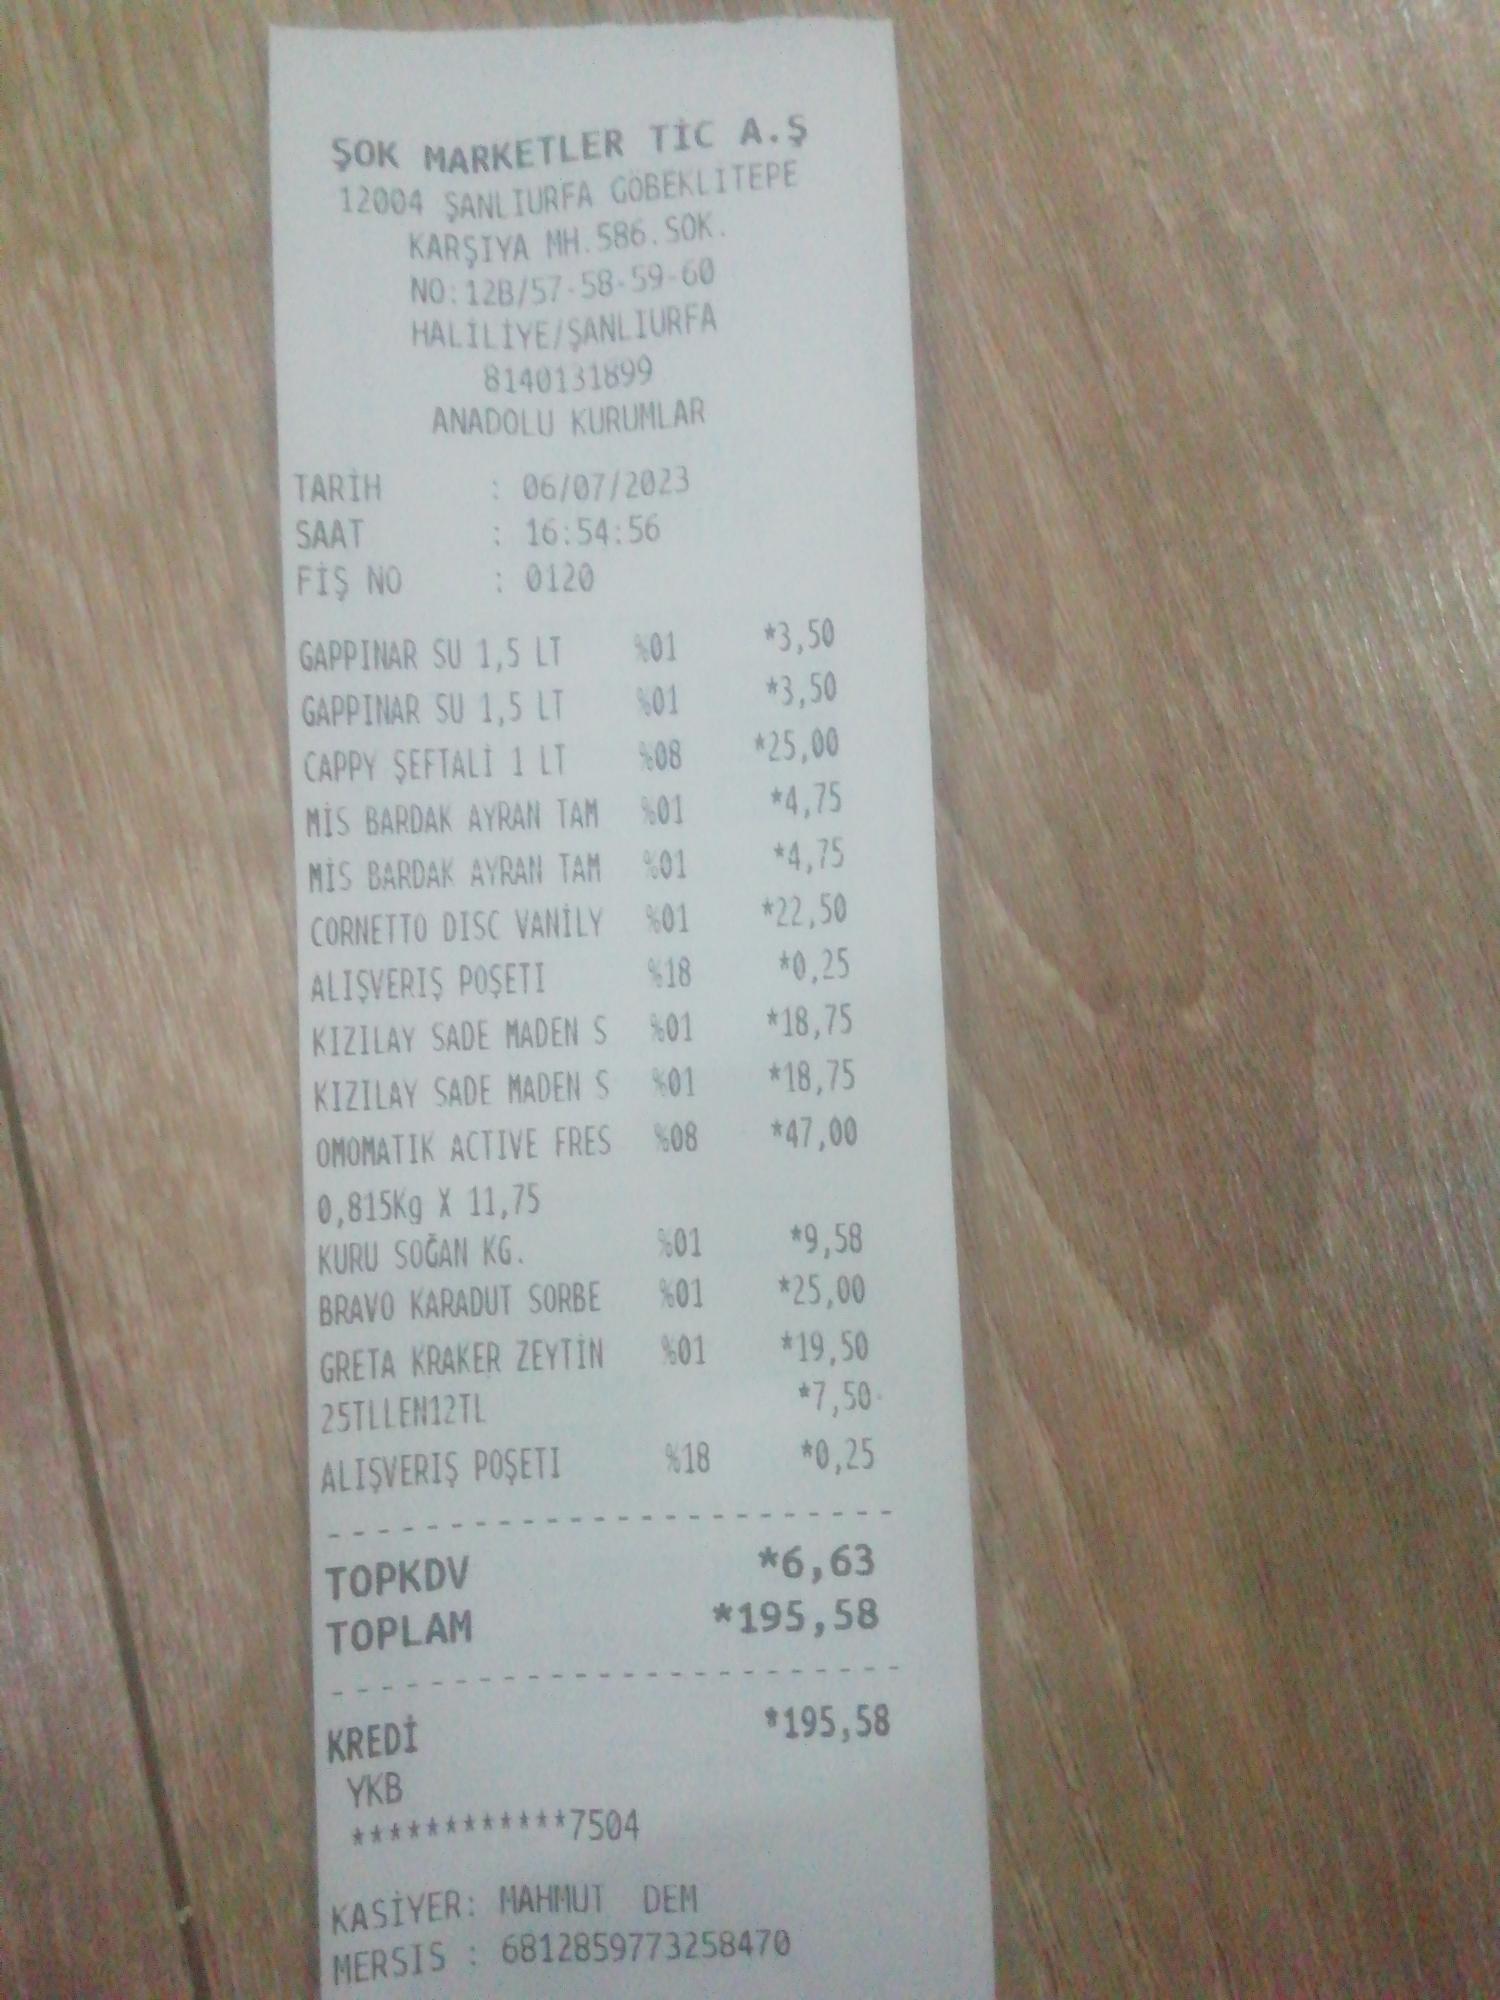 ŞOK MARKETLER TİC A.Ş
12004 ŞANLIURFA GÖBEKLİTEPE
KARŞIYA MH.586.SOK.
NO:12B/57-58-59-60
HALİLİYE/ŞANLIURFA
8140131899
ANADOLU KURUMLAR
TARİH : 06/07/2023
SAAT : 16:54:56
FİŞ NO : 0120
GAPPINAR SU 1,5 LT %01 *3,50
GAPPINAR SU 1,5 LT %01 *3,50
CAPPY ŞEFTALİ 1 LT %08 *25,00
MİS BARDAK AYRAN TAM %01 *4,75
MİS BARDAK AYRAN TAM %01 *4,75
CORNETTO DISC VANİLY %01 *22,50
ALIŞVERIŞ POŞETI %18 *0,25
KIZILAY SADE MADEN S %01 *18,75
KIZILAY SADE MADEN S %01 *18,75
OMOMATIK ACTIVE FRES %08 *47,00
0,815Kg X 11,75
KURU SOĞAN KG. %01 *9,58
BRAVO KARADUT SORBE %01 *25,00
GRETA KRAKER ZEYTİN %01 *19,50
25TLLEN12TL *7,50-
ALIŞVERIŞ POŞETI %18 *0,25
------------------------
TOPKDV *6,63
TOPLAM *195,58
------------------------
KREDİ *195,58
YKB
************7504
KASİYER: MAHMUT DEM
MERSIS : 6812859773258470